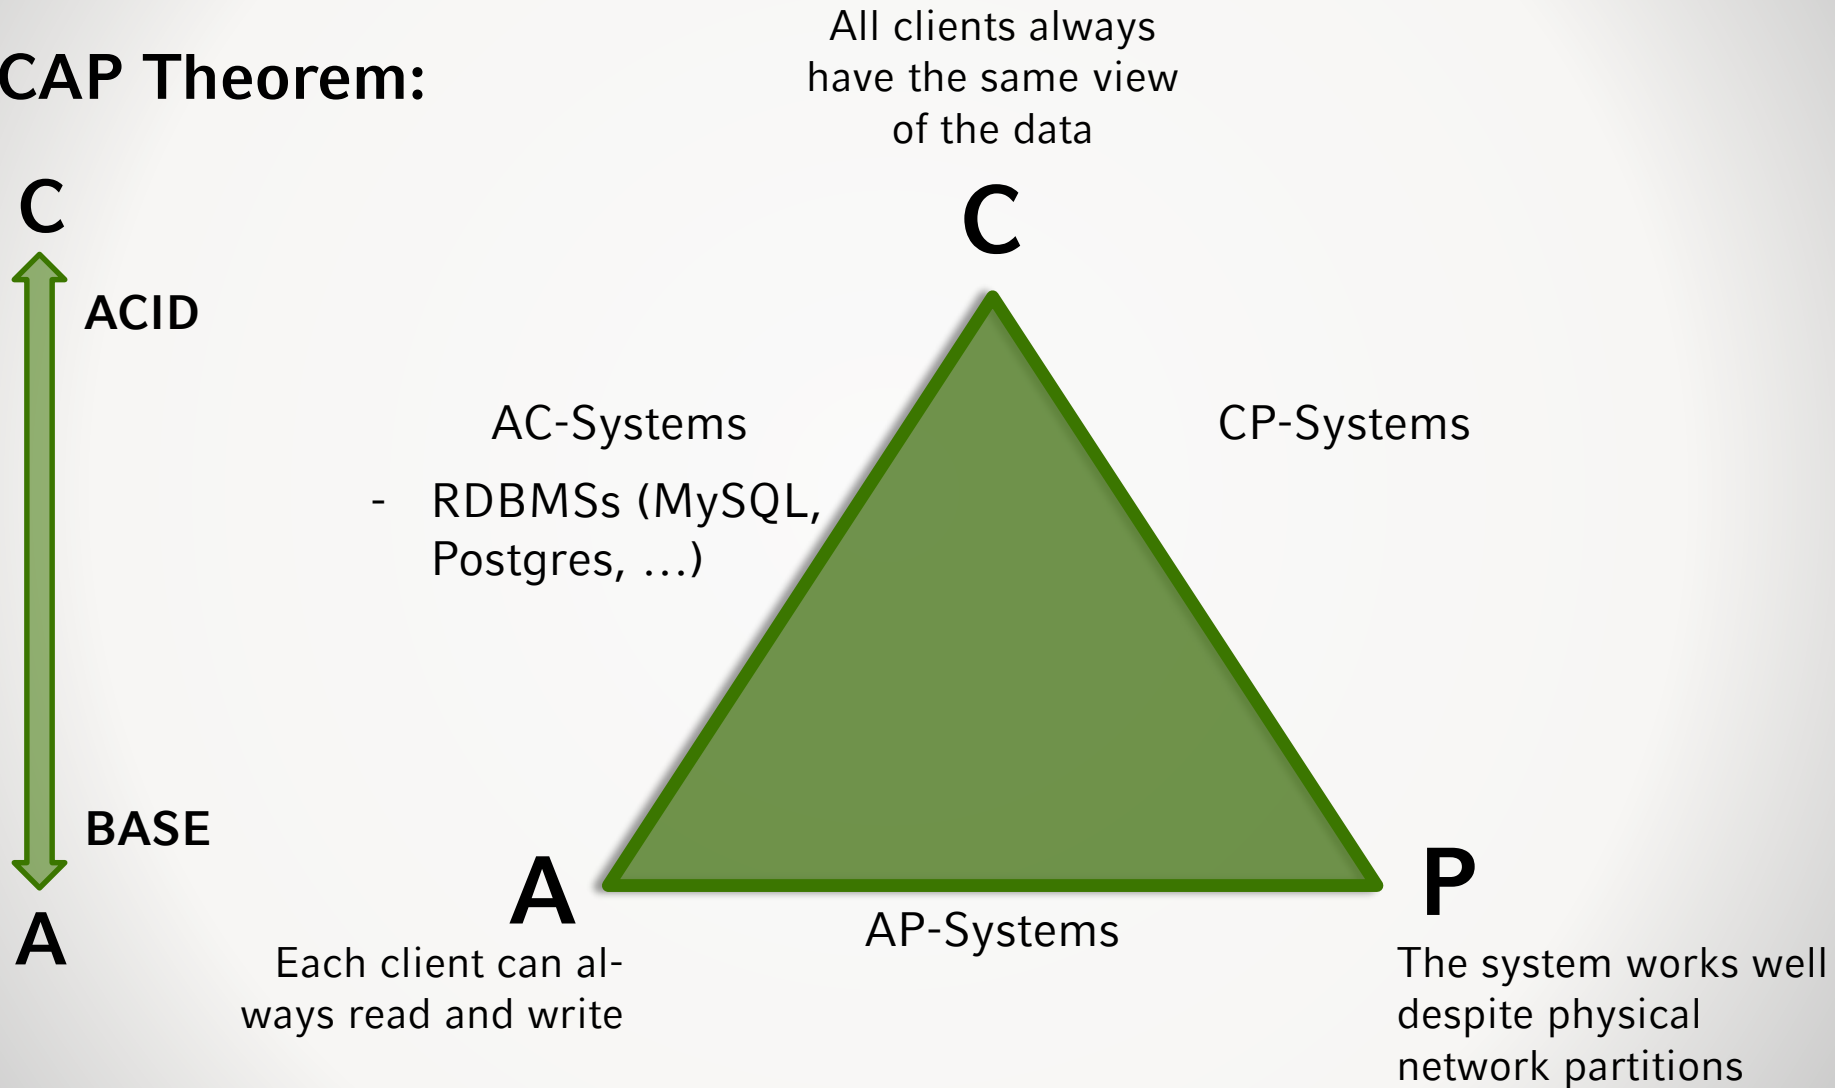 CAP Theorem:
All clients always
have the same view
of the data
C
ACID
BASE
A
C
AC-Systems
- RDBMSs (MySQL,
Postgres, …)
CP-Systems
A
Each client can al-
ways read and write
AP-Systems
P
The system works well
despite physical
network partitions